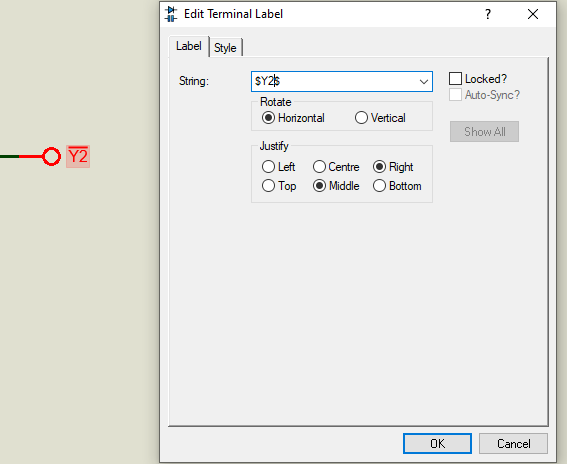 Edit Terminal Label
?
Label Style
String: $Y2$
Locked?
Auto-Sync?
Rotate
Horizontal Vertical
Show All
Justify
Left Centre Right
Top Middle Bottom
Y2
OK Cancel